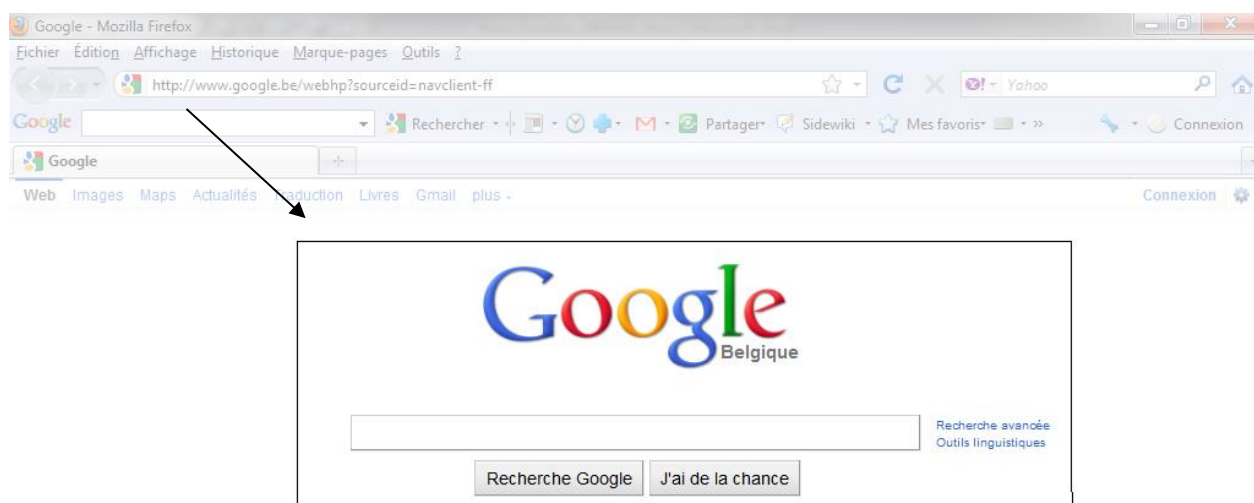 Google - Mozilla Firefox
Fichier Édition Affichage Historique Marque-pages Outils ?
http://www.google.be/webhp?sourceid=navclient-ff Yahoo
Google Rechercher Partager Sidewiki Mes favoris » Connexion
Google
Web Images Maps Actualités Traduction Livres Gmail plus Connexion
Google
Belgique
Recherche avancée
Outils linguistiques
Recherche Google J'ai de la chance